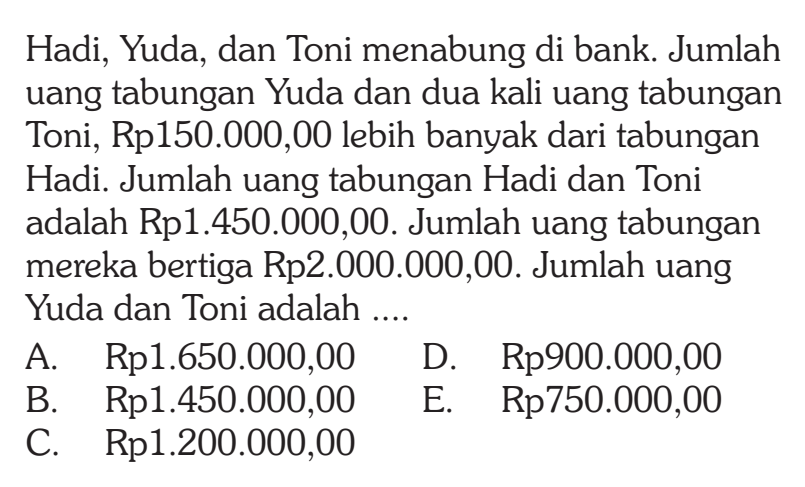 Hadi, Yuda, dan Toni menabung di bank. Jumlah
uang tabungan Yuda dan dua kali uang tabungan
Toni, Rp150.000,00 lebih banyak dari tabungan
Hadi. Jumlah uang tabungan Hadi dan Toni
adalah Rp1.450.000,00. Jumlah uang tabungan
mereka bertiga Rp2.000.000,00. Jumlah uang
Yuda dan Toni adalah ....
A. Rp1.650.000,00 D. Rp900.000,00
B. Rp1.450.000,00 E. Rp750.000,00
C. Rp1.200.000,00